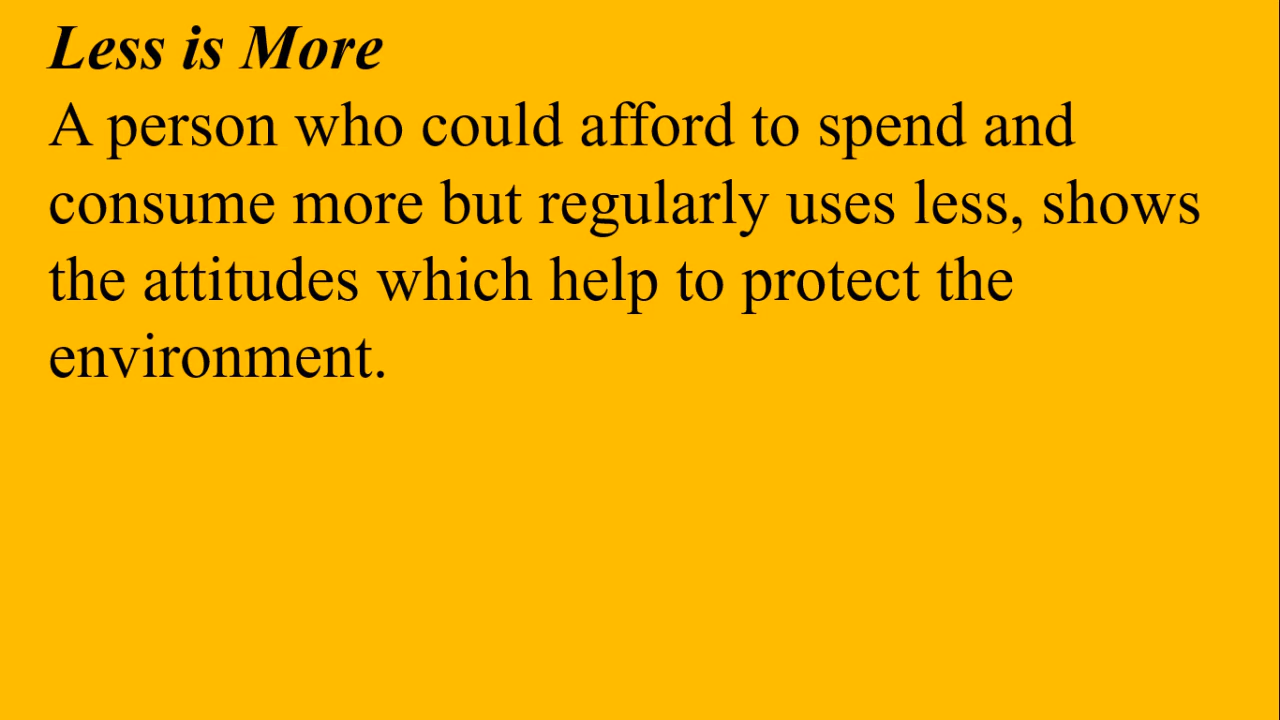 Less is More
A person who could afford to spend and
consume more but regularly uses less, shows
the attitudes which help to protect the
environment.